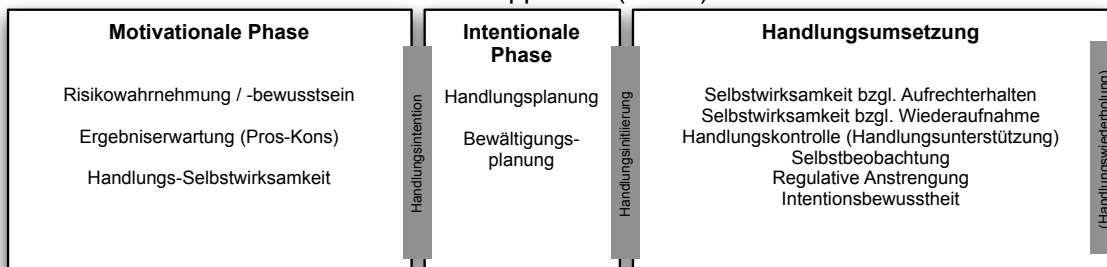 Motivationale Phase
Risikowahrnehmung / -bewusstsein
Ergebniserwartung (Pros-Kons)
Handlungs-Selbstwirksamkeit
Handlungsintention
Intentionale
Phase
Handlungsplanung
Bewältigungs-
planung
Handlungsinitiierung
Handlungsumsetzung
Selbstwirksamkeit bzgl. Aufrechterhalten
Selbstwirksamkeit bzgl. Wiederaufnahme
Handlungskontrolle (Handlungsunterstützung)
Selbstbeobachtung
Regulative Anstrengung
Intentionsbewusstheit
(Handlungswiederholung)